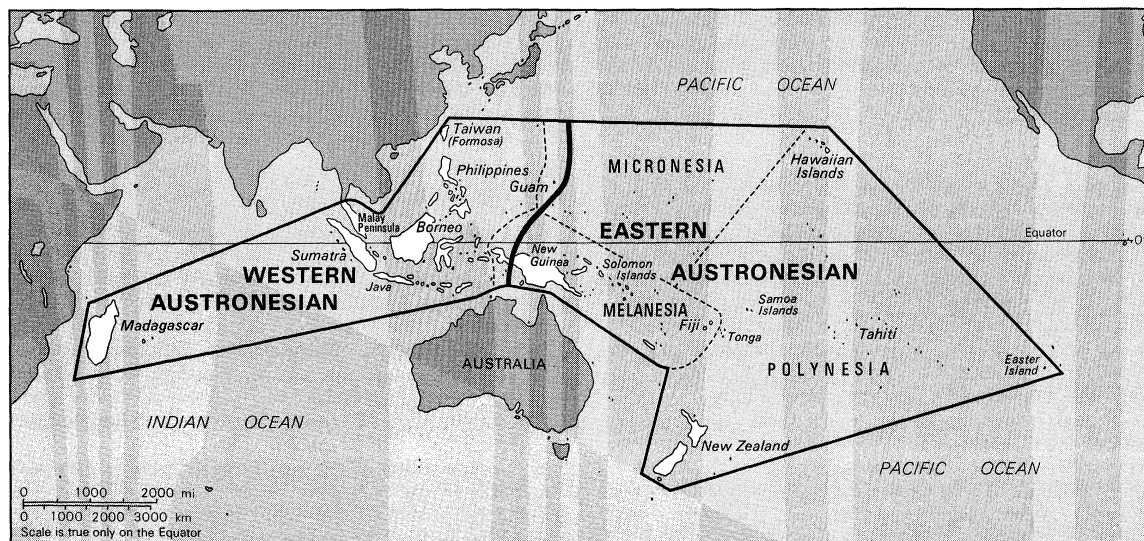 PACIFIC OCEAN
Taiwan
(Formosa)
Philippines
Guam
MICRONESIA
Hawaiian
Islands
Malay
Peninsula
Borneo
EASTERN
Equator
0
Sumatra
New
Guinea
Solomon
Islands
WESTERN
AUSTRONESIAN
AUSTRONESIAN
Java
MELANESIA
Samoa
Islands
Madagascar
Fiji
Tonga
Tahiti
AUSTRALIA
POLYNESIA
Easter
Island
INDIAN OCEAN
New Zealand
PACIFIC OCEAN
0 1000 2000 mi
0 1000 2000 3000 km
Scale is true only on the Equator